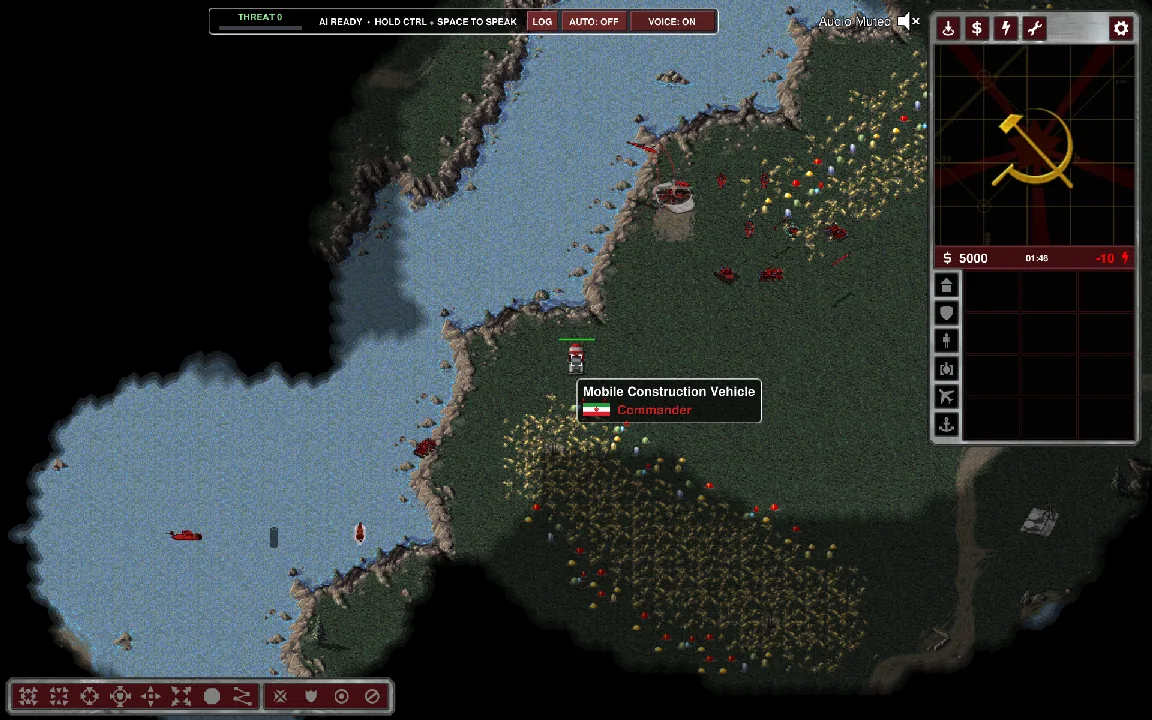 THREAT 0
AI READY • HOLD CTRL + SPACE TO SPEAK
LOG
AUTO: OFF
VOICE: ON
Audio Muted
$
$ 5000
01:46
-10
Mobile Construction Vehicle
Commander